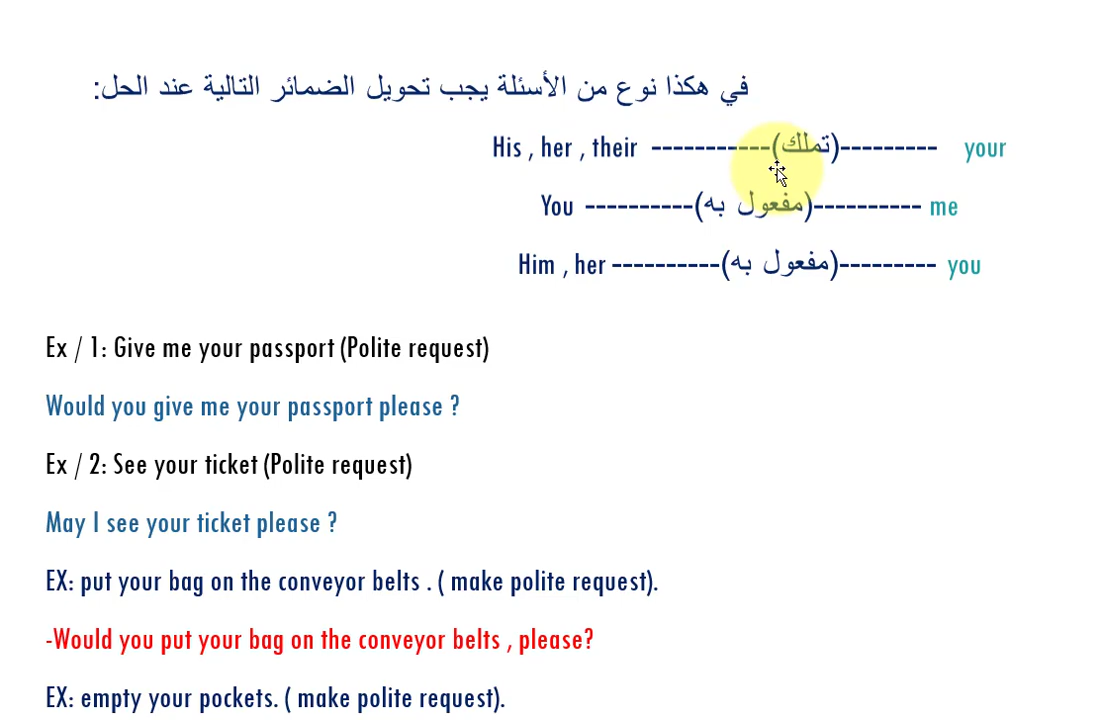 في هكذا نوع من الأسئلة يجب تحويل الضمائر التالية عند الحل:
His , her , their -----------(تملك)--------- your
You ----------(مفعول به)---------- me
Him , her ----------(مفعول به)--------- you
Ex / 1: Give me your passport (Polite request)
Would you give me your passport please ?
Ex / 2: See your ticket (Polite request)
May I see your ticket please ?
EX: put your bag on the conveyor belts . ( make polite request).
-Would you put your bag on the conveyor belts , please?
EX: empty your pockets. ( make polite request).